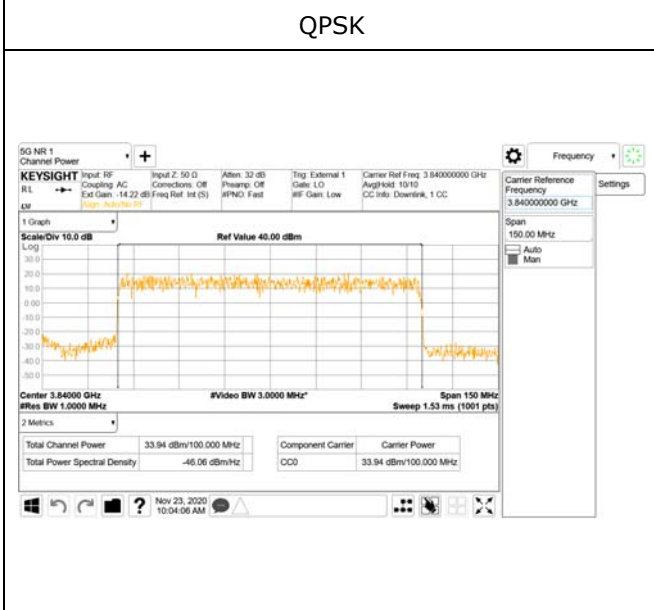 QPSK
5G NR 1
Channel Power
+
Frequency
KEYSIGHT
RL
Input: RF
Coupling: AC
Ext Gain: -14.22 dB
Align: Auto/No RF
Input Z: 50 Ω
Corrections: Off
Freq Ref: Int (S)
Atten: 32 dB
Preamp: Off
#PNO: Fast
Trig: External 1
Gate: LO
#IF Gain: Low
Carrier Ref Freq: 3.840000000 GHz
Avg|Hold: 10/10
CC Info: Downlink, 1 CC
Carrier Reference
Frequency
3.840000000 GHz
Settings
Span
150.00 MHz
Auto
Man
1 Graph
Scale/Div 10.0 dB
Ref Value 40.00 dBm
Log
30.0
20.0
10.0
0.00
-10.0
-20.0
-30.0
-40.0
-50.0
Center 3.84000 GHz
#Video BW 3.0000 MHz*
Span 150 MHz
#Res BW 1.0000 MHz
Sweep 1.53 ms (1001 pts)
2 Metrics
Total Channel Power 33.94 dBm/100.000 MHz
Total Power Spectral Density -46.06 dBm/Hz
Component Carrier Carrier Power
CC0 33.94 dBm/100.000 MHz
?
Nov 23, 2020
10:04:06 AM